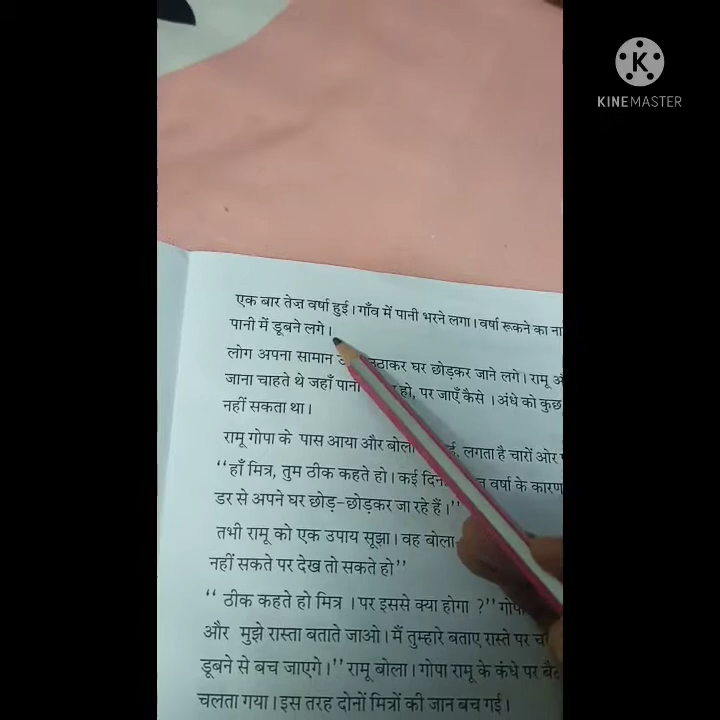 KINEMASTER
एक बार तेज़ वर्षा हुई। गाँव में पानी भरने लगा। वर्षा रूकने का
पानी में डूबने लगे।
लोग अपना सामान उठाकर घर छोड़कर जाने लगे। रामू
जाना चाहते थे जहाँ हो, पर जाएँ कैसे । अंधे को कुछ
नहीं सकता था।
रामू गोपा के पास आया और लगता है चारों ओर
“हाँ मित्र, तुम ठीक कहते हो। कई वर्षा के कारण
डर से अपने घर छोड़-छोड़कर जा रहे हैं।”
तभी रामू को एक उपाय सूझा। वह बोला
नहीं सकते पर देख तो सकते हो”
“ ठीक कहते हो मित्र । पर इससे क्या होगा ?”
और मुझे रास्ता बताते जाओ। मैं तुम्हारे बताए रास्ते पर
डूबने से बच जाएगे।” रामू बोला। गोपा रामू के कंधे पर
चलता गया। इस तरह दोनों मित्रों की जान बच गई।